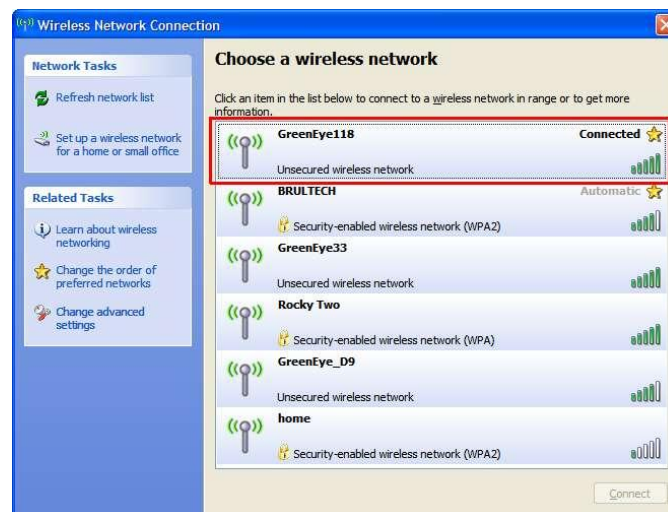 Wireless Network Connection
Network Tasks
Refresh network list
Set up a wireless network
for a home or small office
Related Tasks
Learn about wireless
networking
Change the order of
preferred networks
Change advanced
settings
Choose a wireless network
Click an item in the list below to connect to a wireless network in range or to get more
information.
GreenEye118 Connected
Unsecured wireless network
BRULTECH Automatic
Security-enabled wireless network (WPA2)
GreenEye33
Unsecured wireless network
Rocky Two
Security-enabled wireless network (WPA)
GreenEye_D9
Unsecured wireless network
home
Security-enabled wireless network (WPA2)
Connect